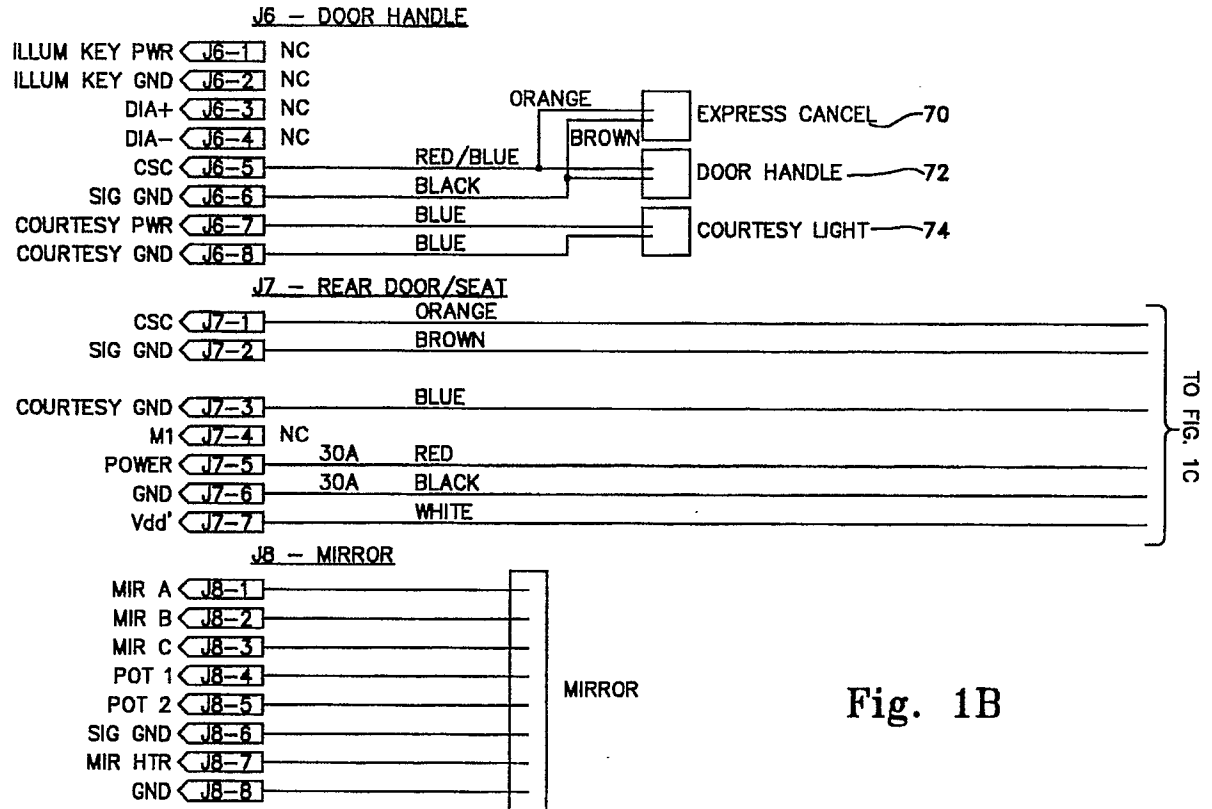 J6 – DOOR HANDLE
ILLUM KEY PWR J6–1 NC
ILLUM KEY GND J6–2 NC
DIA+ J6–3 NC
DIA– J6–4 NC
ORANGE
EXPRESS CANCEL 70
BROWN
CSC J6–5 RED/BLUE
DOOR HANDLE 72
SIG GND J6–6 BLACK
COURTESY PWR J6–7 BLUE
COURTESY LIGHT 74
COURTESY GND J6–8 BLUE
J7 – REAR DOOR/SEAT
CSC J7–1 ORANGE
SIG GND J7–2 BROWN
COURTESY GND J7–3 BLUE
M1 J7–4 NC
POWER J7–5 30A RED
GND J7–6 30A BLACK
Vdd' J7–7 WHITE
TO FIG. 1C
J8 – MIRROR
MIR A J8–1
MIR B J8–2
MIR C J8–3
POT 1 J8–4
POT 2 J8–5
SIG GND J8–6
MIR HTR J8–7
GND J8–8
MIRROR
Fig. 1B